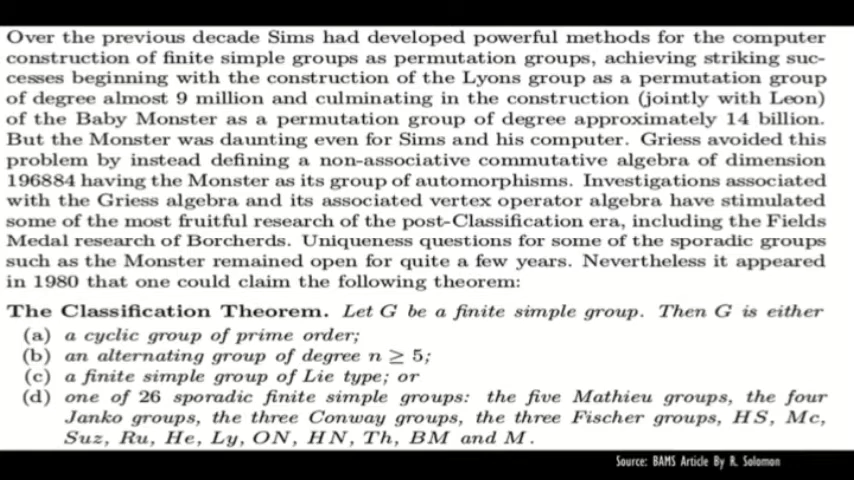 Over the previous decade Sims had developed powerful methods for the computer
construction of finite simple groups as permutation groups, achieving striking suc-
cesses beginning with the construction of the Lyons group as a permutation group
of degree almost 9 million and culminating in the construction (jointly with Leon)
of the Baby Monster as a permutation group of degree approximately 14 billion.
But the Monster was daunting even for Sims and his computer. Griess avoided this
problem by instead defining a non-associative commutative algebra of dimension
196884 having the Monster as its group of automorphisms. Investigations associated
with the Griess algebra and its associated vertex operator algebra have stimulated
some of the most fruitful research of the post-Classification era, including the Fields
Medal research of Borcherds. Uniqueness questions for some of the sporadic groups
such as the Monster remained open for quite a few years. Nevertheless it appeared
in 1980 that one could claim the following theorem:
The Classification Theorem. Let G be a finite simple group. Then G is either
(a) a cyclic group of prime order;
(b) an alternating group of degree n ≥ 5;
(c) a finite simple group of Lie type; or
(d) one of 26 sporadic finite simple groups: the five Mathieu groups, the four
Janko groups, the three Conway groups, the three Fischer groups, HS, Mc,
Suz, Ru, He, Ly, ON, HN, Th, BM and M.
Source: BAMS Article By R. Solomon